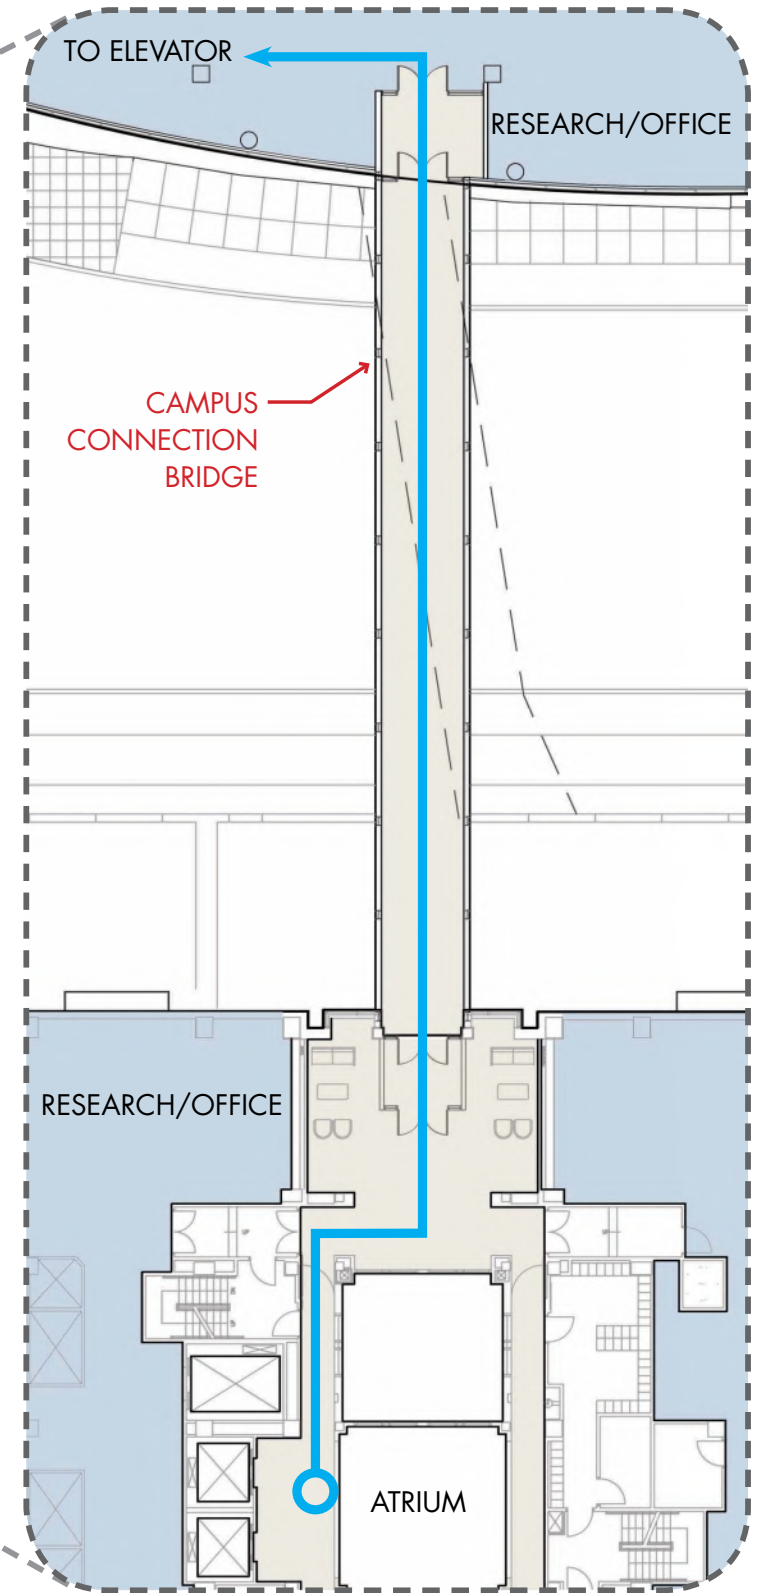 TO ELEVATOR
RESEARCH/OFFICE
CAMPUS
CONNECTION
BRIDGE
RESEARCH/OFFICE
ATRIUM